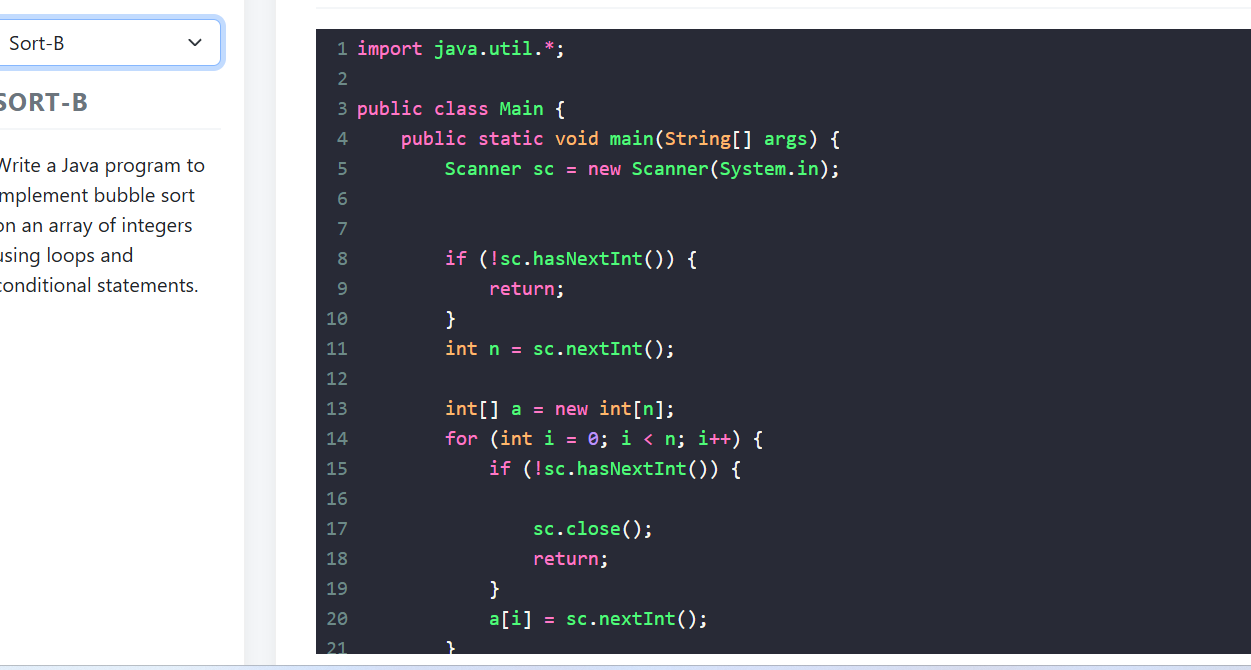 Sort-B
SORT-B
Write a Java program to
implement bubble sort
on an array of integers
using loops and
conditional statements.
1 import java.util.*;
2
3 public class Main {
4     public static void main(String[] args) {
5         Scanner sc = new Scanner(System.in);
6
7
8         if (!sc.hasNextInt()) {
9             return;
10         }
11         int n = sc.nextInt();
12
13         int[] a = new int[n];
14         for (int i = 0; i < n; i++) {
15             if (!sc.hasNextInt()) {
16
17                 sc.close();
18                 return;
19             }
20             a[i] = sc.nextInt();
21         }